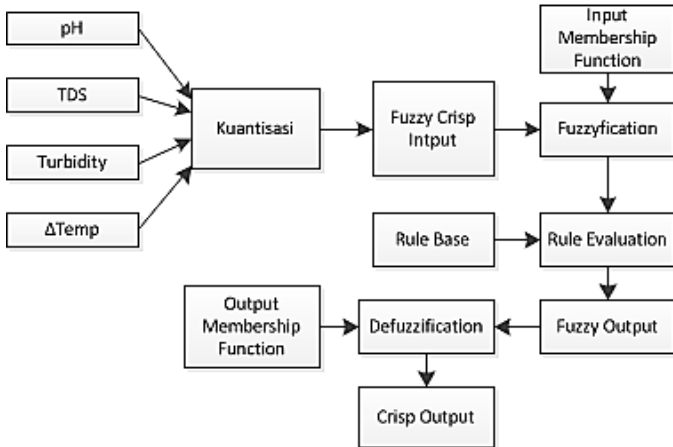 pH
TDS
Turbidity
ΔTemp
Kuantisasi
Fuzzy Crisp
Intput
Input
Membership
Function
Fuzzyfication
Rule Base
Rule Evaluation
Output
Membership
Function
Defuzzification
Fuzzy Output
Crisp Output